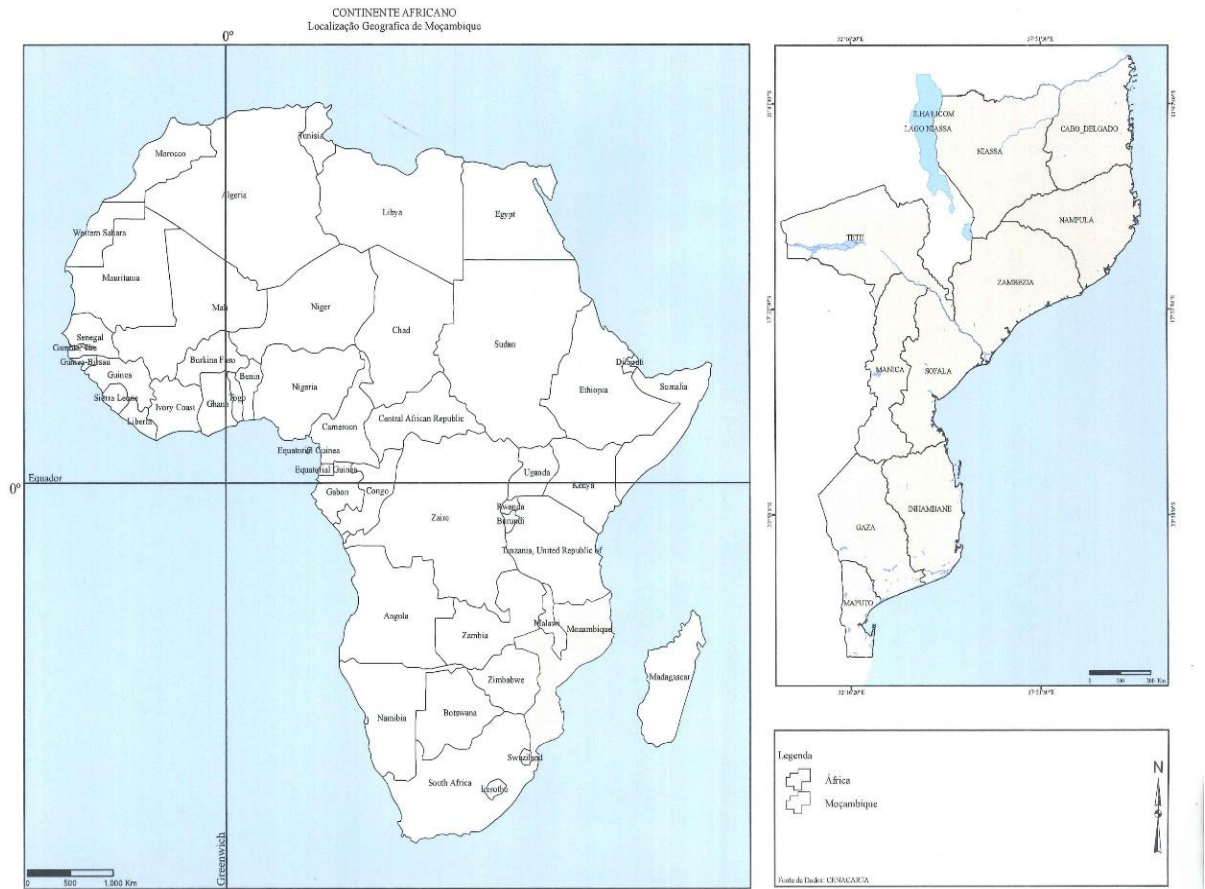 CONTINENTE AFRICANO
Localização Geografica de Moçambique
0º
Morocco
Tunisia
Algeria
Libya
Egypt
Western Sahara
Mauritania
Mali
Niger
Chad
Sudan
Senegal
Guinea-Bissau
Guinea
Burkina Faso
Benin
Nigeria
Djibouti
Somalia
Ethiopia
Sierra Leone
Ivory Coast
Ghana
Togo
Liberia
Cameroon
Central African Republic
Equatorial Guinea
Equatorial Guinea
Uganda
Kenya
Equador
0º
Gabon
Congo
Zaire
Rwanda
Burundi
Tanzania, United Republic of
Angola
Zambia
Malawi
Mozambique
Madagascar
Zimbabwe
Namibia
Botswana
Swaziland
South Africa
Lesotho
Greenwich
0 500 1,000 Km
LAGO NIASSA
NIASSA
CABO_DELGADO
NAMPULA
TETE
ZAMBEZIA
MANICA
SOFALA
GAZA
INHAMBANE
MAPUTO
Legenda
África
Moçambique
N
Fonte de Dados: CENACARTA